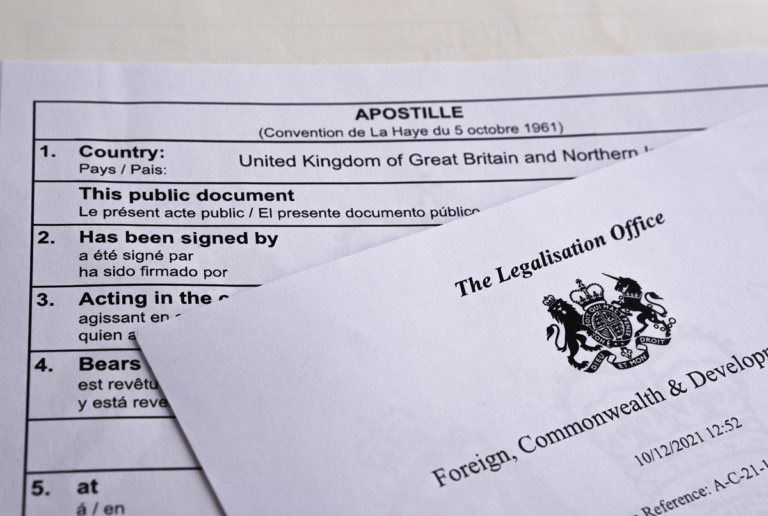 APOSTILLE
(Convention de La Haye du 5 octobre 1961)
1. Country: United Kingdom of Great Britain and Northern
Pays / Pais:
This public document
Le présent acte public / El presente documento público
2. Has been signed by
a été signé par
ha sido firmado por
3. Acting in the
agissant en
quien a
4. Bears
est revêtu
y está reve
5. at
á / en
The Legalisation Office
DIEU ET MON DROIT
Foreign, Commonwealth & Develop
10/12/2021 12:52
Reference: A-C-21-